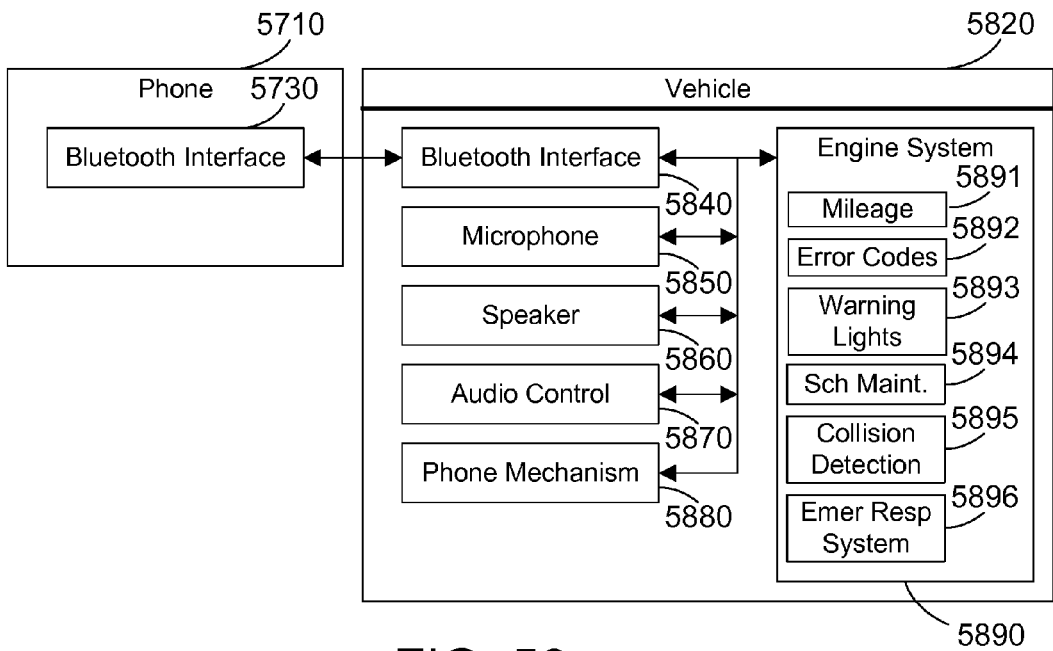 5710
5820
Phone
5730
Vehicle
Bluetooth Interface
Bluetooth Interface
5840
Microphone
5850
Speaker
5860
Audio Control
5870
Phone Mechanism
5880
Engine System
5891
Mileage
5892
Error Codes
5893
Warning
Lights
5894
Sch Maint.
5895
Collision
Detection
5896
Emer Resp
System
5890